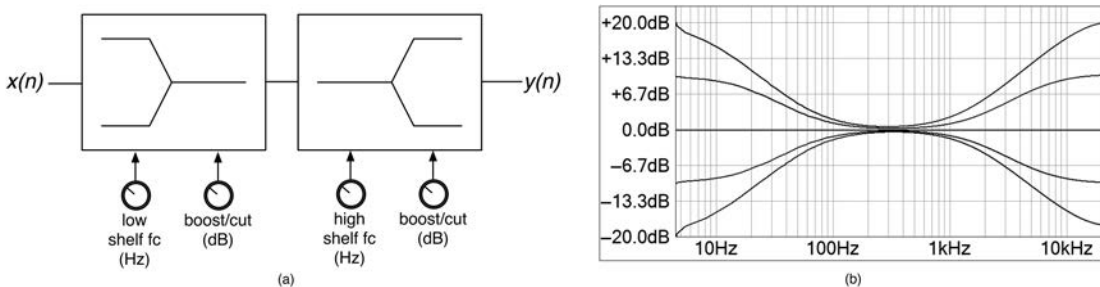 x(n)
y(n)
low
shelf fc
(Hz)
boost/cut
(dB)
high
shelf fc
(Hz)
boost/cut
(dB)
(a)
+20.0dB
+13.3dB
+6.7dB
0.0dB
−6.7dB
−13.3dB
−20.0dB
10Hz 100Hz 1kHz 10kHz
(b)